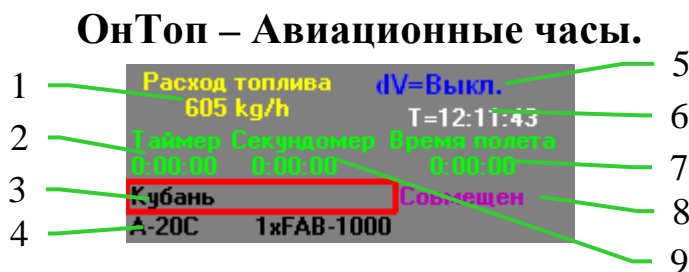 ОнТоп – Авиационные часы.
1 Расход топлива dV=Выкл. 5
605 kg/h T=12:11:43 6
2 Таймер Секундомер Время полета
0:00:00 0:00:00 0:00:00 7
3 Кубань Совмещен 8
4 A-20C 1xFAB-1000
9